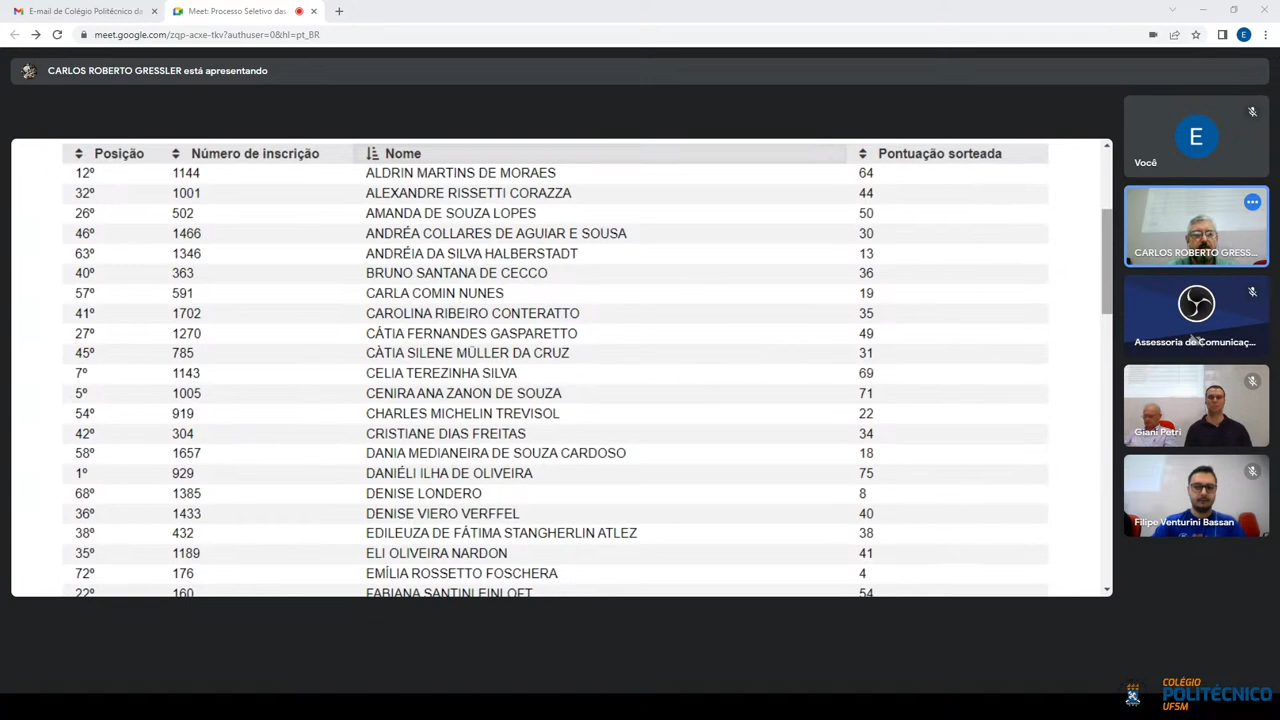 E-mail de Colégio Politécnico da
Meet: Processo Seletivo das
meet.google.com/zqp-acxe-tkv?authuser=0&hl=pt_BR
E
CARLOS ROBERTO GRESSLER está apresentando
Posição Número de inscrição Nome Pontuação sorteada
12º 1144 ALDRIN MARTINS DE MORAES 64
32º 1001 ALEXANDRE RISSETTI CORAZZA 44
26º 502 AMANDA DE SOUZA LOPES 50
46º 1466 ANDRÉA COLLARES DE AGUIAR E SOUSA 30
63º 1346 ANDRÉIA DA SILVA HALBERSTADT 13
40º 363 BRUNO SANTANA DE CECCO 36
57º 591 CARLA COMIN NUNES 19
41º 1702 CAROLINA RIBEIRO CONTERATTO 35
27º 1270 CÁTIA FERNANDES GASPARETTO 49
45º 785 CÀTIA SILENE MÜLLER DA CRUZ 31
7º 1143 CELIA TEREZINHA SILVA 69
5º 1005 CENIRA ANA ZANON DE SOUZA 71
54º 919 CHARLES MICHELIN TREVISOL 22
42º 304 CRISTIANE DIAS FREITAS 34
58º 1657 DANIA MEDIANEIRA DE SOUZA CARDOSO 18
1º 929 DANIÉLI ILHA DE OLIVEIRA 75
68º 1385 DENISE LONDERO 8
36º 1433 DENISE VIERO VERFFEL 40
38º 432 EDILEUZA DE FÁTIMA STANGHERLIN ATLEZ 38
35º 1189 ELI OLIVEIRA NARDON 41
72º 176 EMÍLIA ROSSETTO FOSCHERA 4
22º 160 FABIANA SANTINI EINLOFT 54
E
Você
CARLOS ROBERTO GRESS...
Assessoria de Comunicaç...
Giani Petri
Filipo Venturini Bassan
COLÉGIO
POLITÉCNICO
UFSM